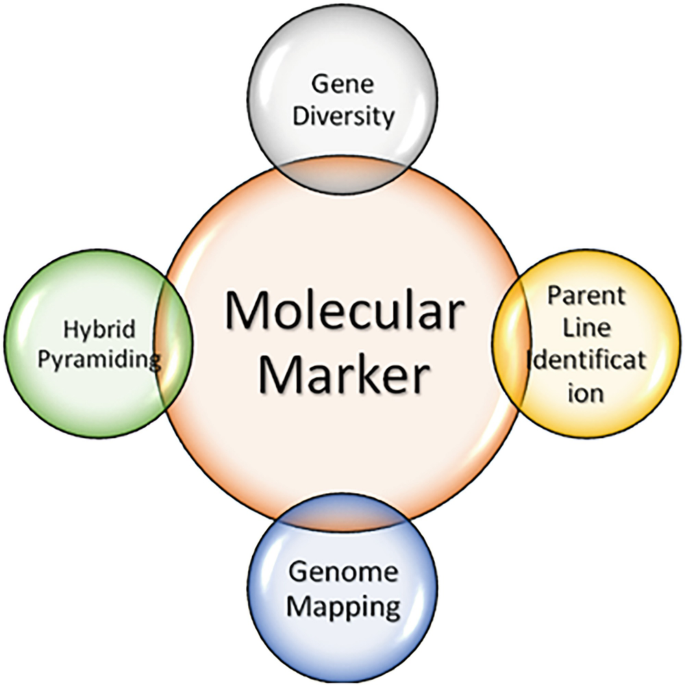 Gene
Diversity
Molecular
Marker
Hybrid
Pyramiding
Parent
Line
Identificat
ion
Genome
Mapping